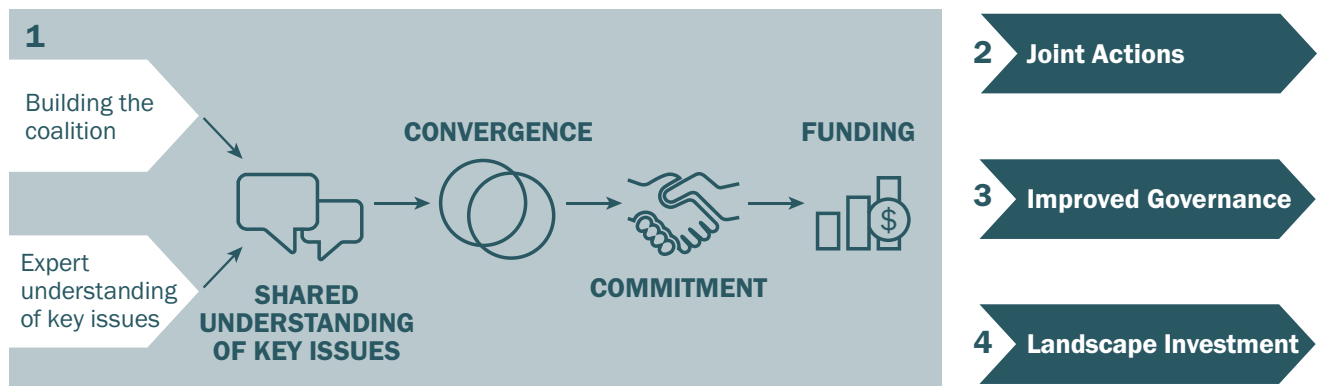 1
Building the
coalition
Expert
understanding
of key issues
SHARED
UNDERSTANDING
OF KEY ISSUES
CONVERGENCE
COMMITMENT
FUNDING
$
2 Joint Actions
3 Improved Governance
4 Landscape Investment